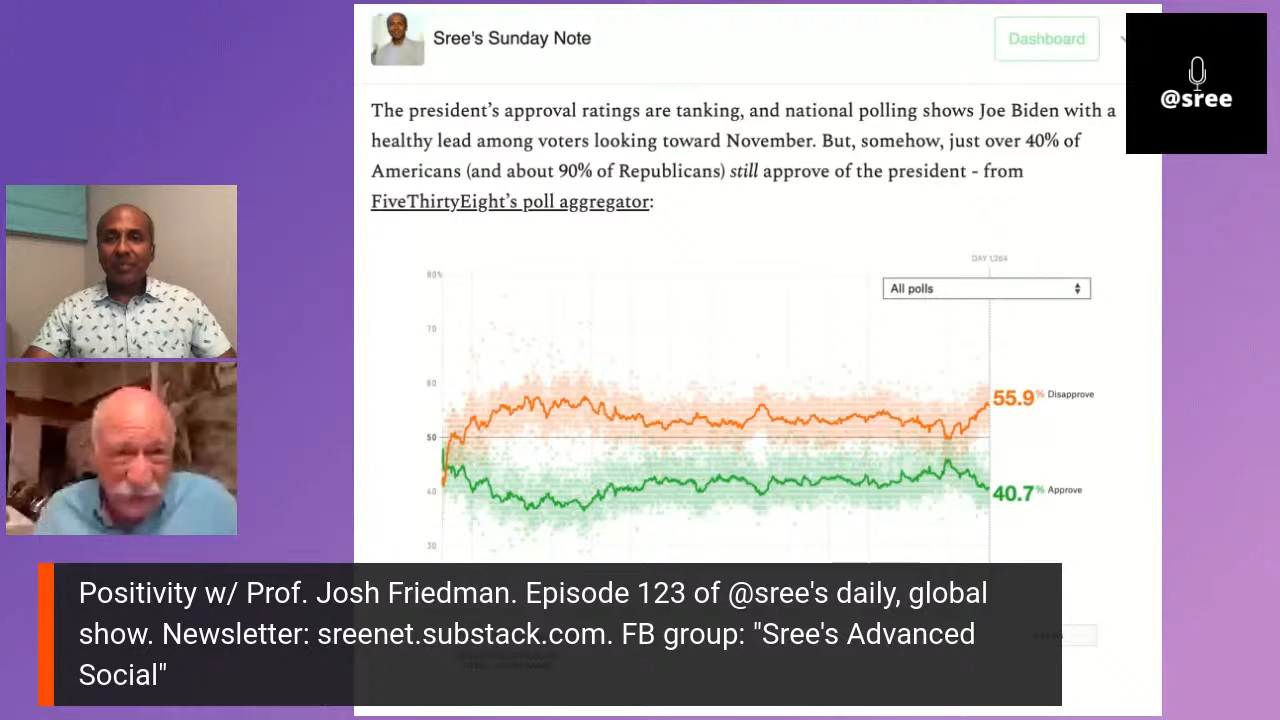 Sree's Sunday Note
Dashboard
@sree
The president's approval ratings are tanking, and national polling shows Joe Biden with a
healthy lead among voters looking toward November. But, somehow, just over 40% of
Americans (and about 90% of Republicans) still approve of the president - from
FiveThirtyEight's poll aggregator:
DAY 1,264
All polls
80%
70
60
50
40
30
55.9% Disapprove
40.7% Approve
Positivity w/ Prof. Josh Friedman. Episode 123 of @sree's daily, global
show. Newsletter: sreenet.substack.com. FB group: "Sree's Advanced
Social"